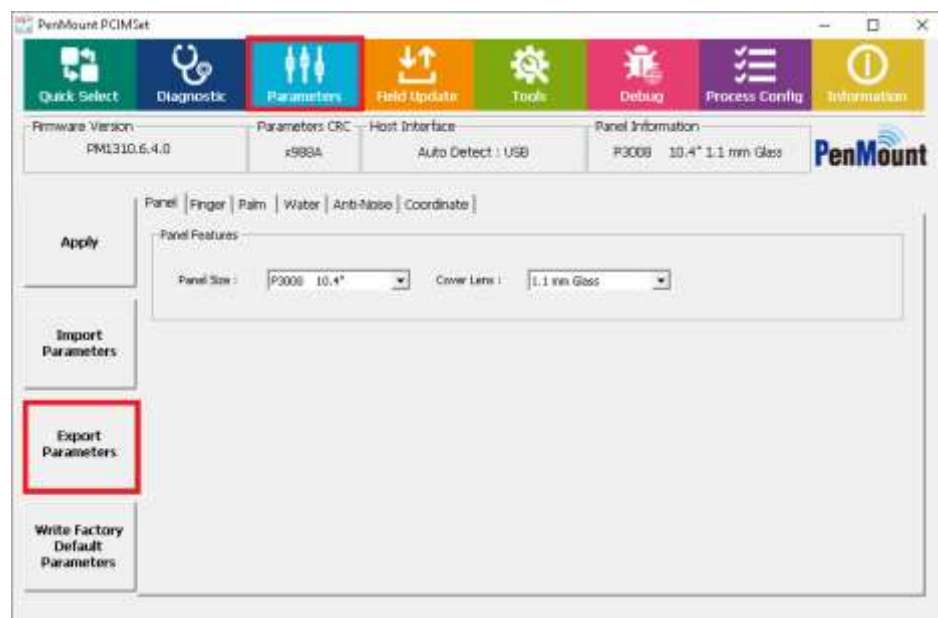 PenMount PCIMSet
Quick Select
Diagnostic
Parameters
Field Update
Tools
Debug
Process Config
Information
Firmware Version
PM1310.6.4.0
Parameters CRC
x988A
Host Interface
Auto Detect : USB
Panel Information
P3008 10.4" 1.1 mm Glass
PenMount
Panel Finger Palm Water Anti-Noise Coordinate
Apply
Panel Features
Panel Size : P3008 10.4" Cover Lens : 1.1 mm Glass
Import
Parameters
Export
Parameters
Write Factory
Default
Parameters